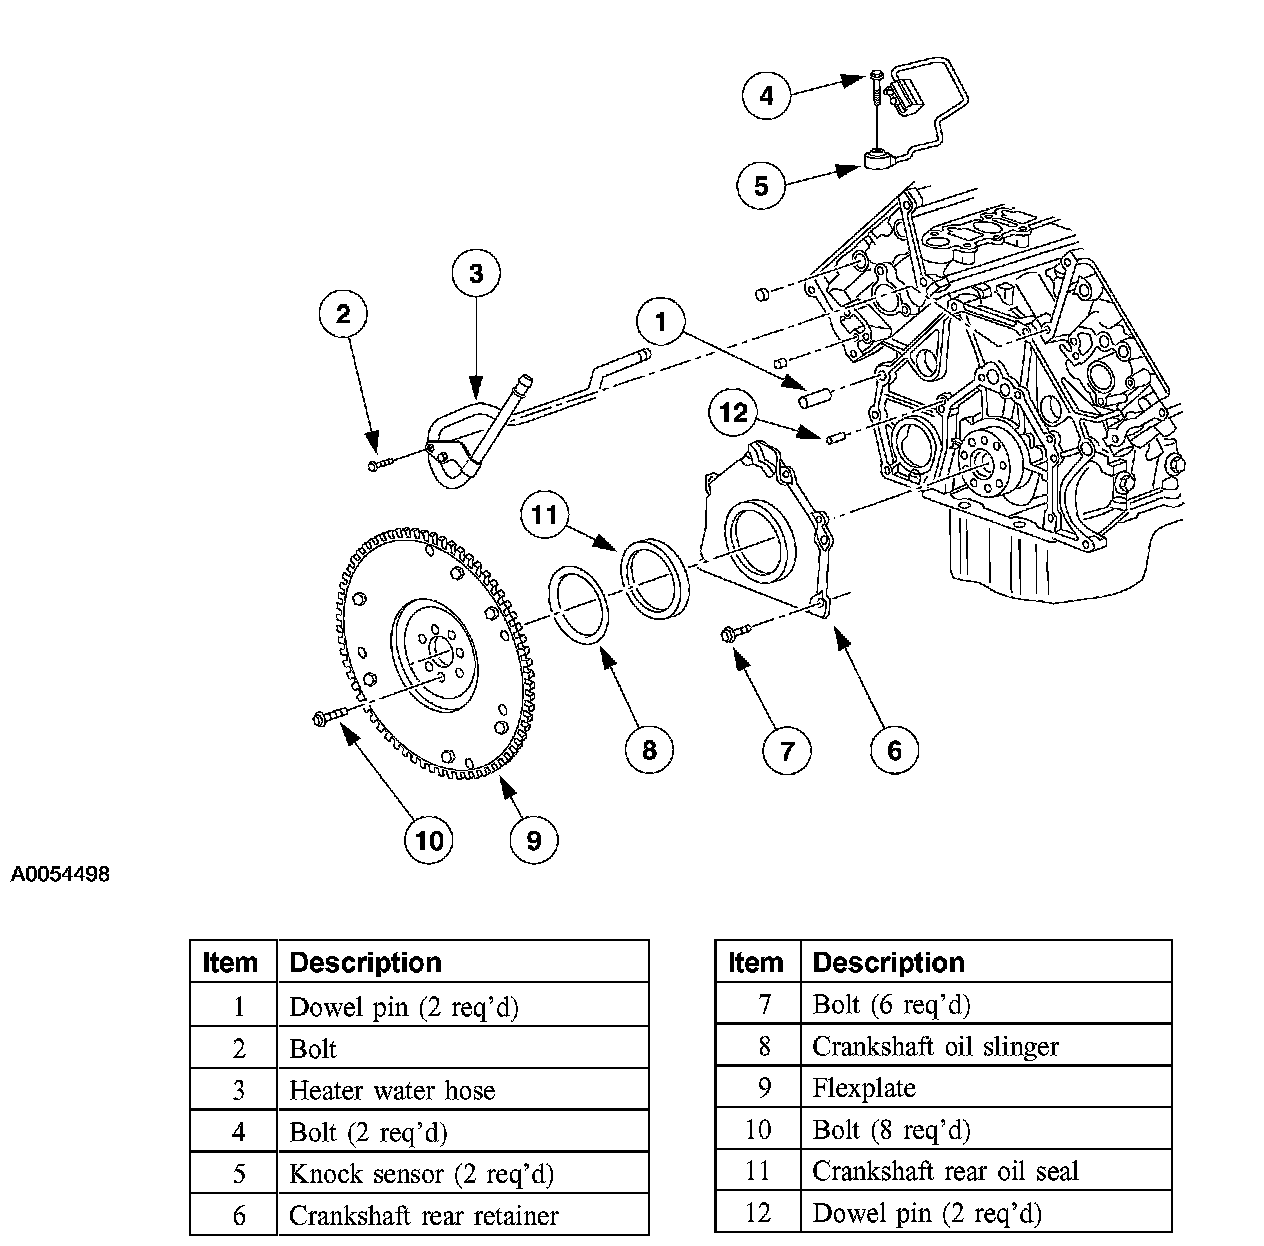 4
5
3
2
1
12
11
8
7
6
10
9
A0054498
Item Description
1 Dowel pin (2 req'd)
2 Bolt
3 Heater water hose
4 Bolt (2 req'd)
5 Knock sensor (2 req'd)
6 Crankshaft rear retainer
Item Description
7 Bolt (6 req'd)
8 Crankshaft oil slinger
9 Flexplate
10 Bolt (8 req'd)
11 Crankshaft rear oil seal
12 Dowel pin (2 req'd)